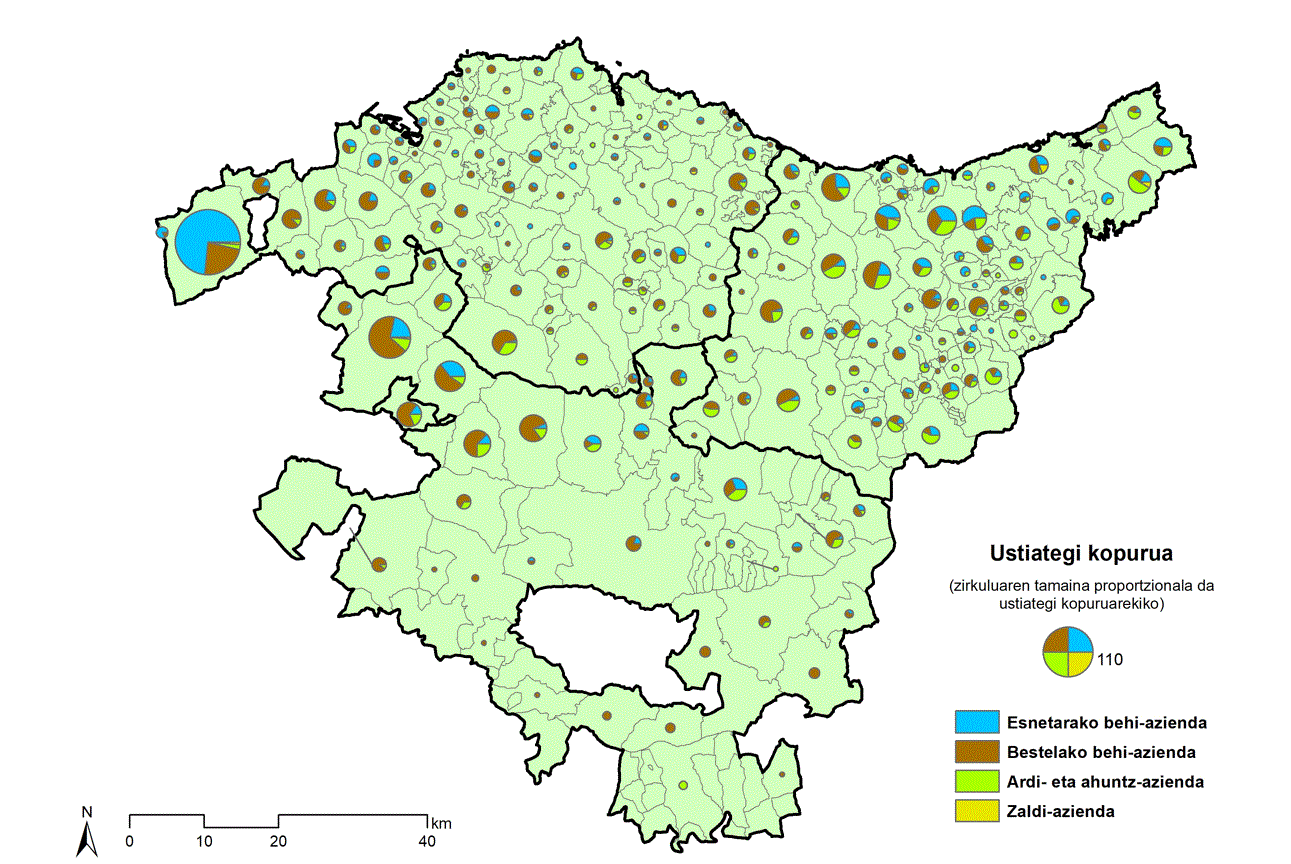 Ustiategi kopurua
(zirkuluaren tamaina proportzionala da
ustiategi kopuruarekiko)
110
Esnetarako behi-azienda
Bestelako behi-azienda
Ardi- eta ahuntz-azienda
Zaldi-azienda
N
km
0 10 20 40